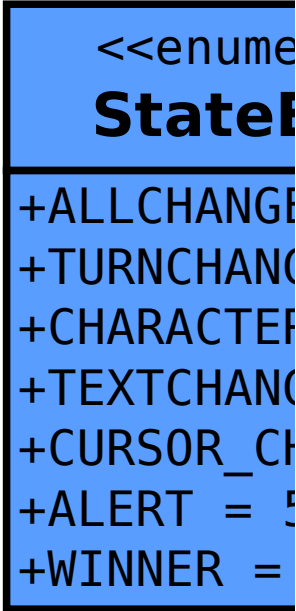 <<enume
StateE
+ALLCHANGE
+TURNCHANG
+CHARACTER
+TEXTCHANG
+CURSOR_CH
+ALERT = 5
+WINNER =